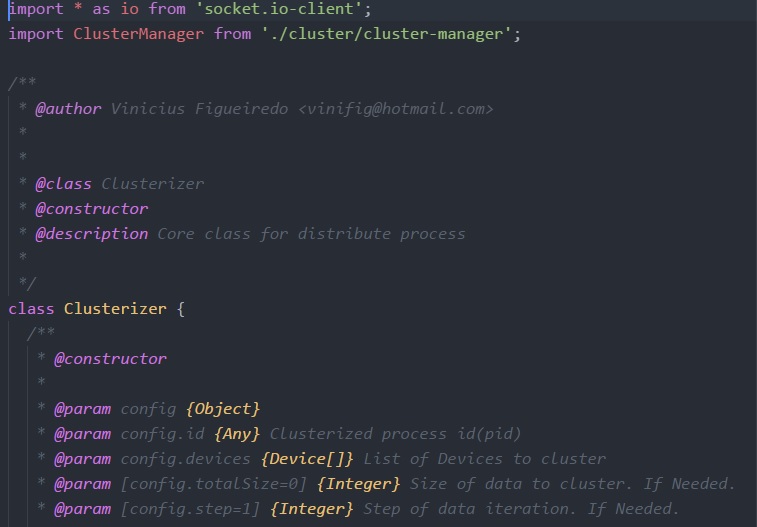 import * as io from 'socket.io-client';
import ClusterManager from './cluster/cluster-manager';
/**
* @author Vinicius Figueiredo <vinifig@hotmail.com>
*
*
* @class Clusterizer
* @constructor
* @description Core class for distribute process
*
*/
class Clusterizer {
/**
* @constructor
*
* @param config {Object}
* @param config.id {Any} Clusterized process id(pid)
* @param config.devices {Device[]} List of Devices to cluster
* @param [config.totalSize=0] {Integer} Size of data to cluster. If Needed.
* @param [config.step=1] {Integer} Step of data iteration. If Needed.